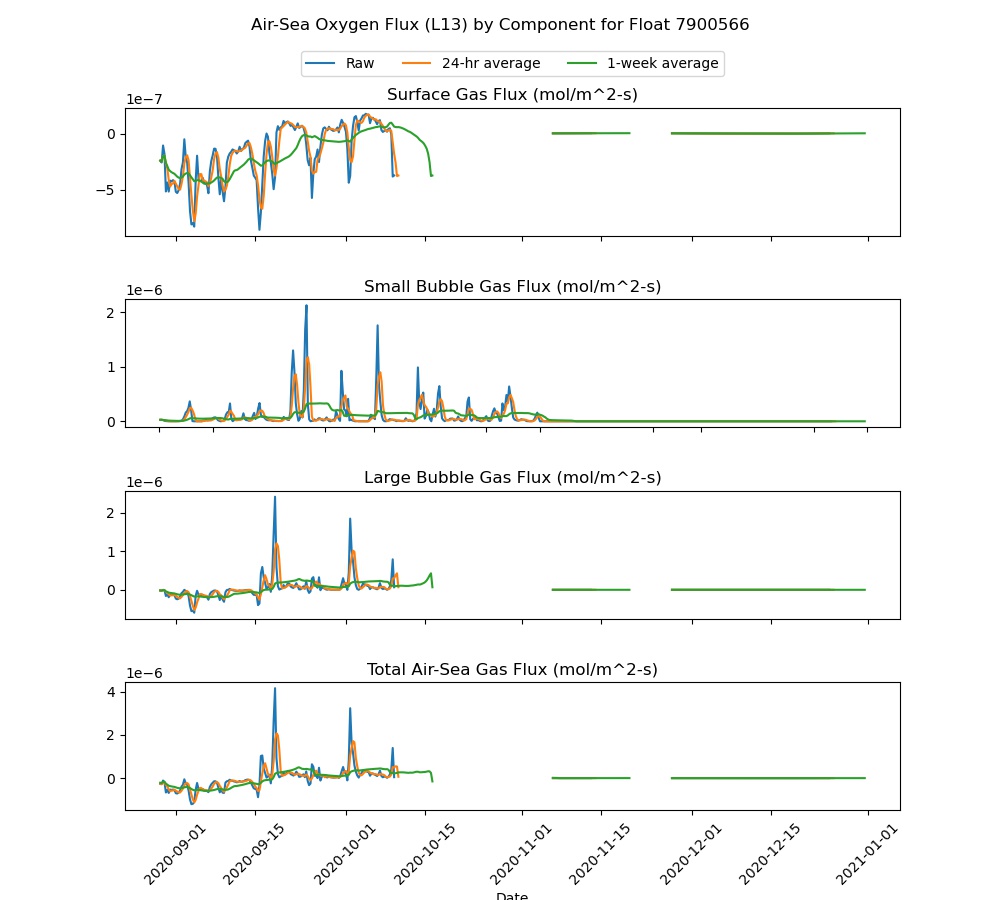 Air-Sea Oxygen Flux (L13) by Component for Float 7900566
Raw 24-hr average 1-week average
1e−7
Surface Gas Flux (mol/m^2-s)
0
−5
1e−6
Small Bubble Gas Flux (mol/m^2-s)
2
1
0
1e−6
Large Bubble Gas Flux (mol/m^2-s)
2
1
0
1e−6
Total Air-Sea Gas Flux (mol/m^2-s)
4
2
0
2020-09-01 2020-09-15 2020-10-01 2020-10-15 2020-11-01 2020-11-15 2020-12-01 2020-12-15 2021-01-01
Date